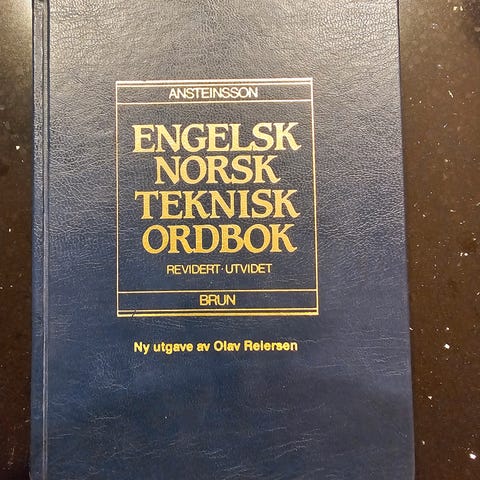 ANSTEINSSON
ENGELSK
NORSK
TEKNISK
ORDBOK
REVIDERT · UTVIDET
BRUN
Ny utgave av Olav Reiersen